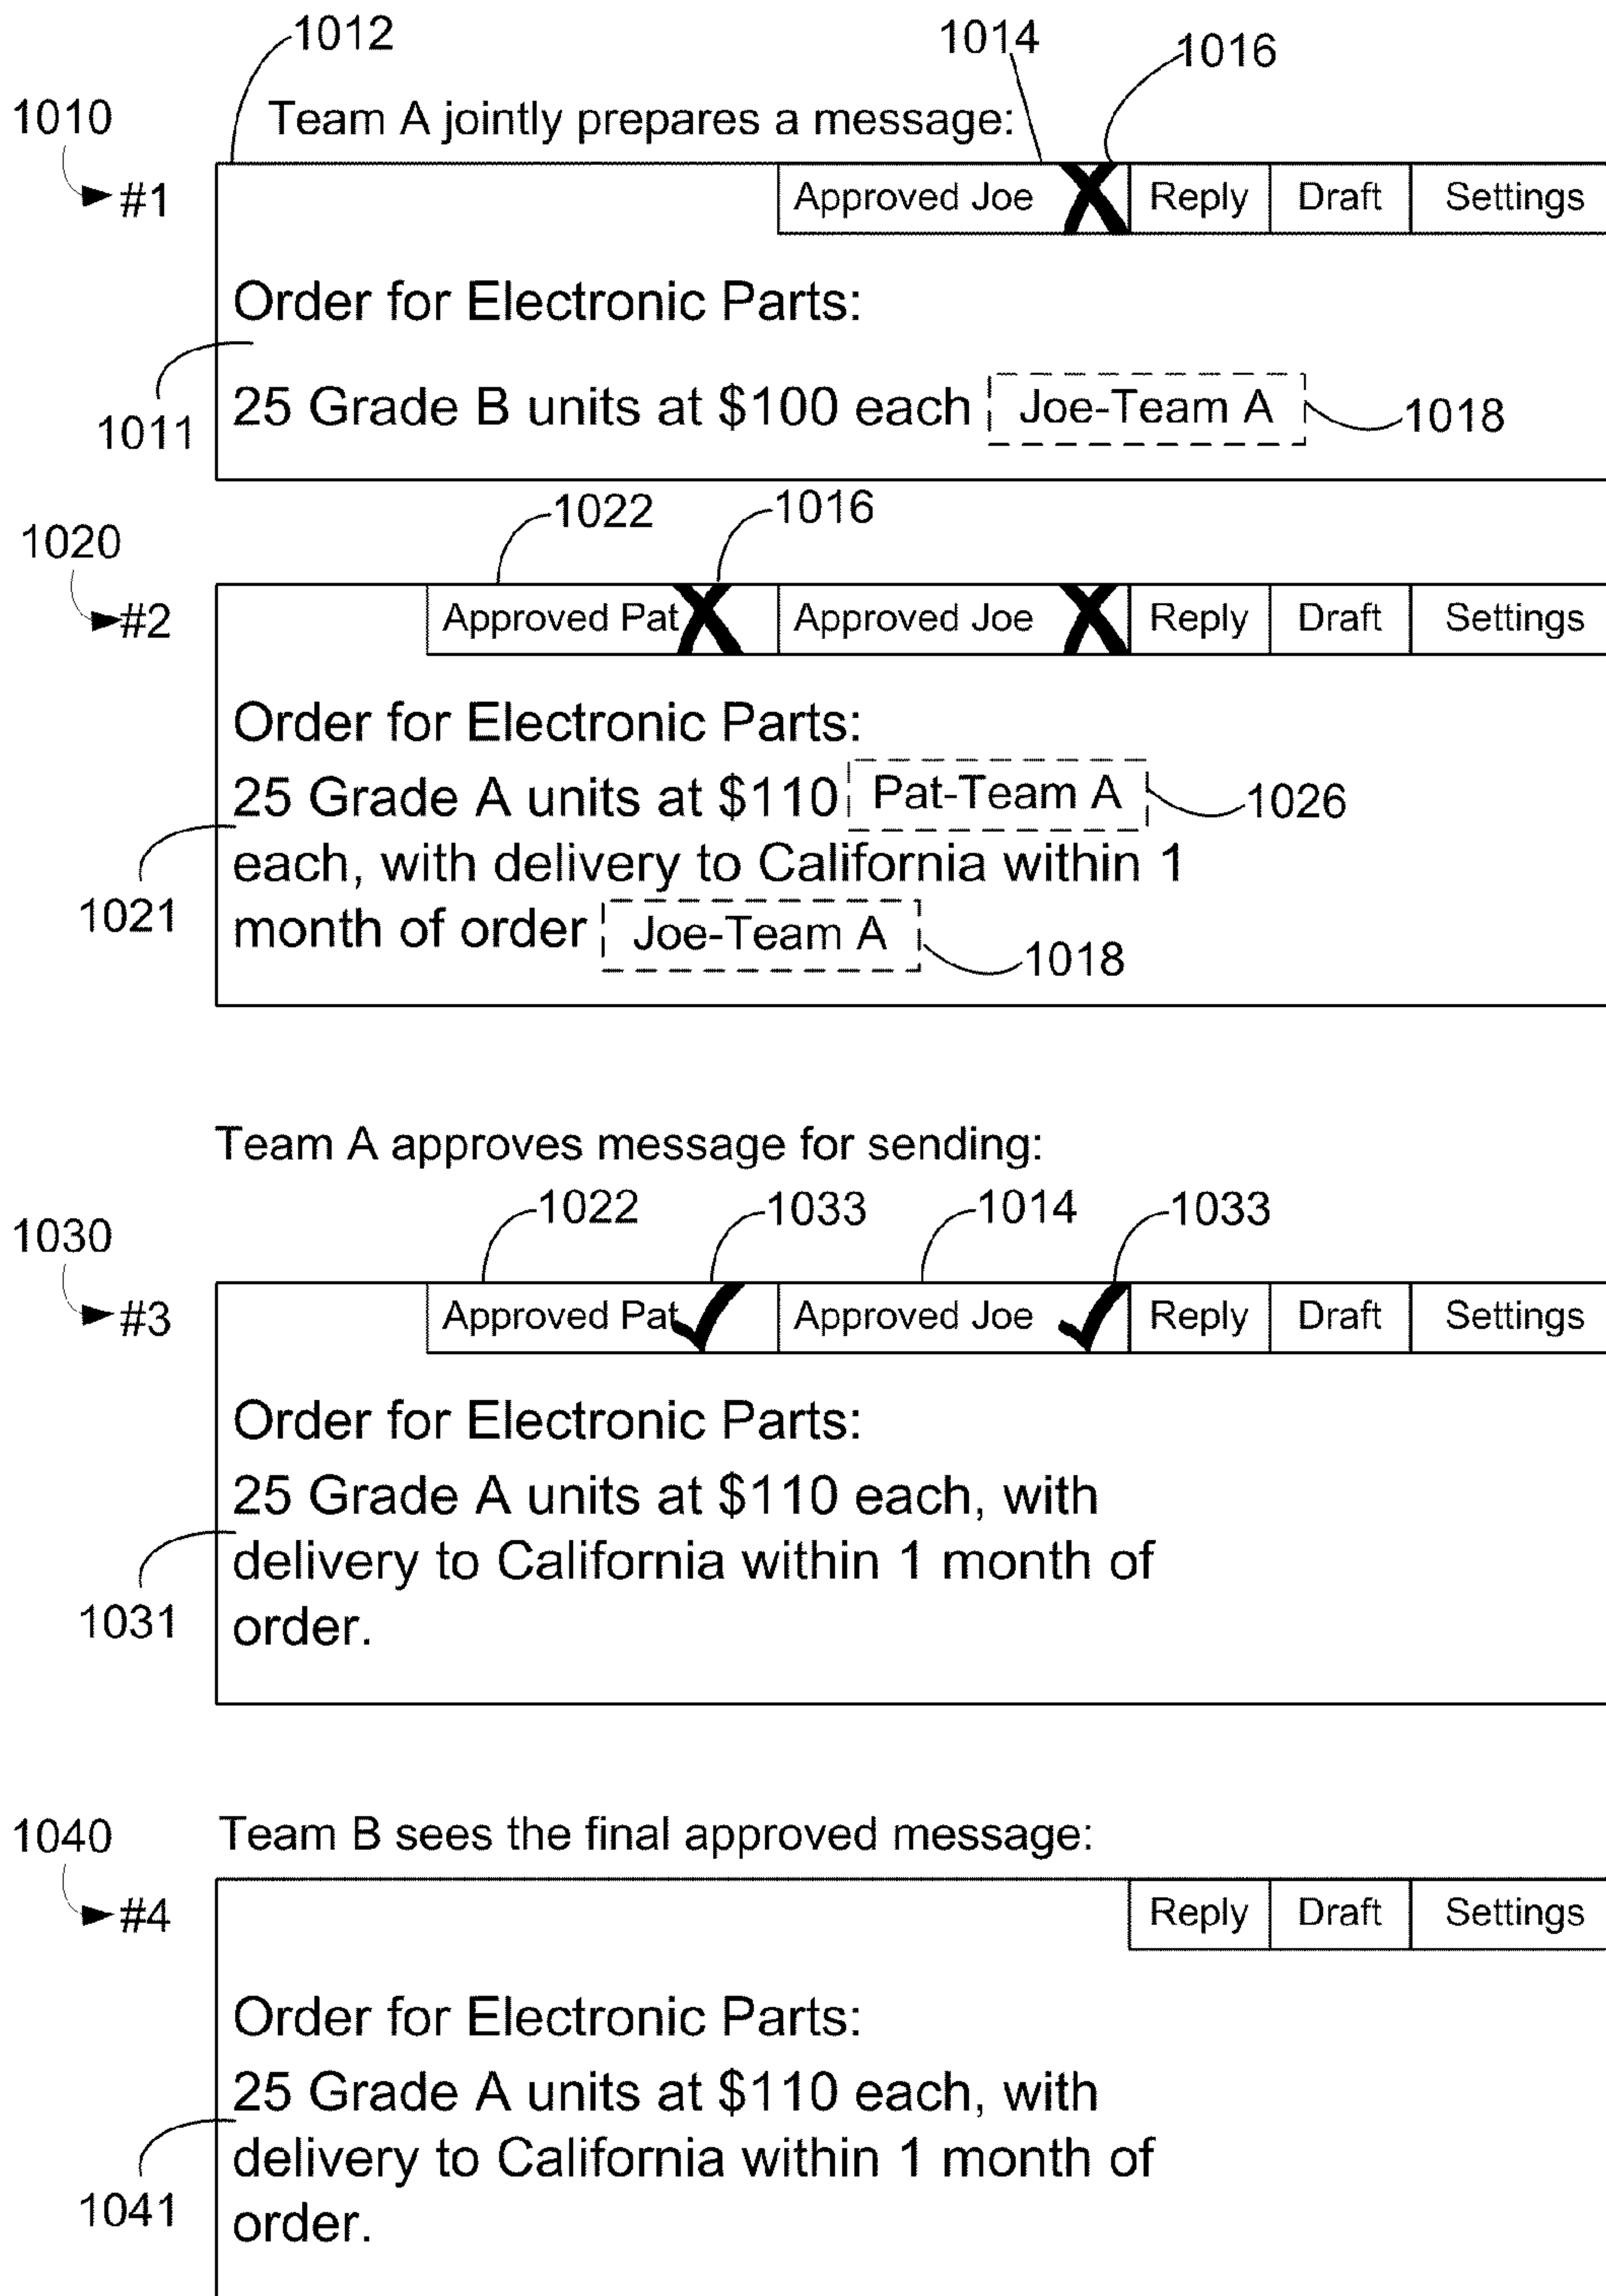 1012
1014
1016
1010
Team A jointly prepares a message:
#1
Approved Joe Reply Draft Settings
Order for Electronic Parts:
1011
25 Grade B units at $100 each Joe-Team A 1018
1022
1016
1020
#2
Approved Pat Approved Joe Reply Draft Settings
Order for Electronic Parts:
25 Grade A units at $110 Pat-Team A 1026
each, with delivery to California within 1
1021
month of order Joe-Team A 1018
Team A approves message for sending:
1022 1033 1014 1033
1030
#3
Approved Pat Approved Joe Reply Draft Settings
Order for Electronic Parts:
25 Grade A units at $110 each, with
delivery to California within 1 month of
1031
order.
1040
Team B sees the final approved message:
#4
Reply Draft Settings
Order for Electronic Parts:
25 Grade A units at $110 each, with
delivery to California within 1 month of
1041
order.